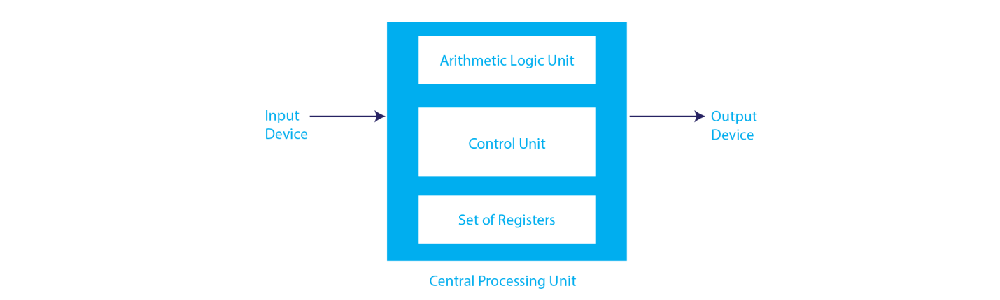 Arithmetic Logic Unit
Input
Device
Control Unit
Output
Device
Set of Registers
Central Processing Unit